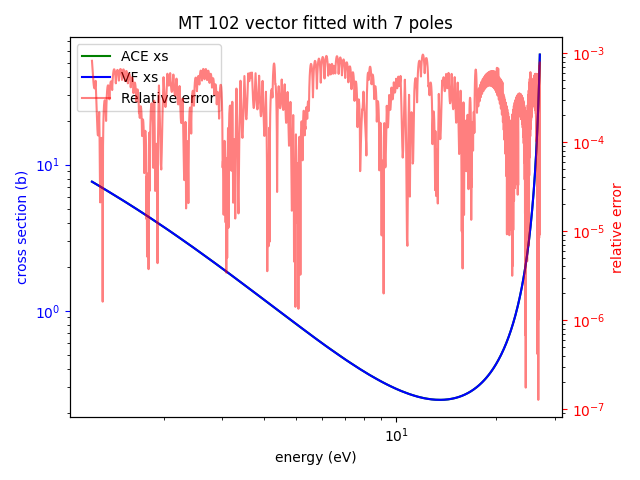 MT 102 vector fitted with 7 poles
ACE xs
VF xs
Relative error
cross section (b)
10¹
10⁰
10⁻³
10⁻⁴
10⁻⁵
10⁻⁶
10⁻⁷
relative error
10¹
energy (eV)